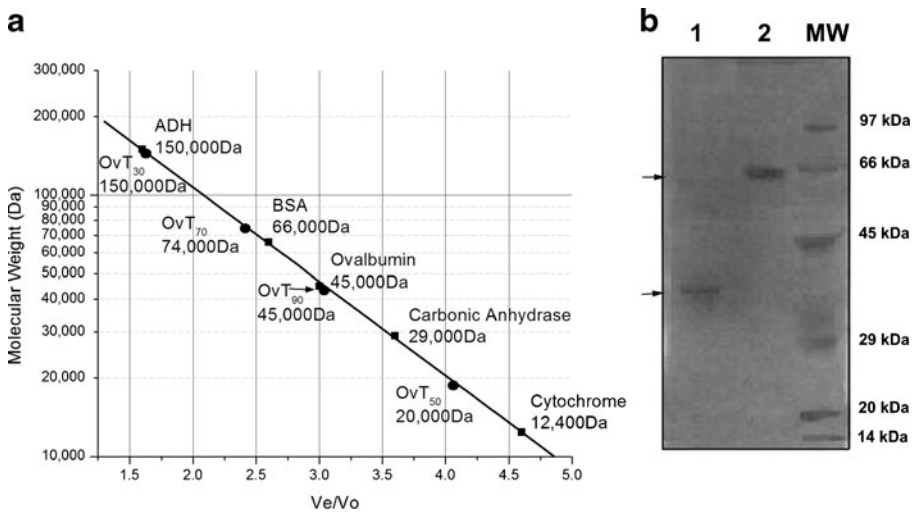 a
300,000
200,000
100,000
90,000
80,000
70,000
60,000
50,000
40,000
30,000
20,000
10,000
Molecular Weight (Da)
ADH
150,000Da
OvT30
150,000Da
BSA
66,000Da
OvT70
74,000Da
Ovalbumin
45,000Da
OvT90
45,000Da
Carbonic Anhydrase
29,000Da
OvT50
20,000Da
Cytochrome
12,400Da
1.5 2.0 2.5 3.0 3.5 4.0 4.5 5.0
Ve/Vo
b
1 2 MW
97 kDa
66 kDa
45 kDa
29 kDa
20 kDa
14 kDa